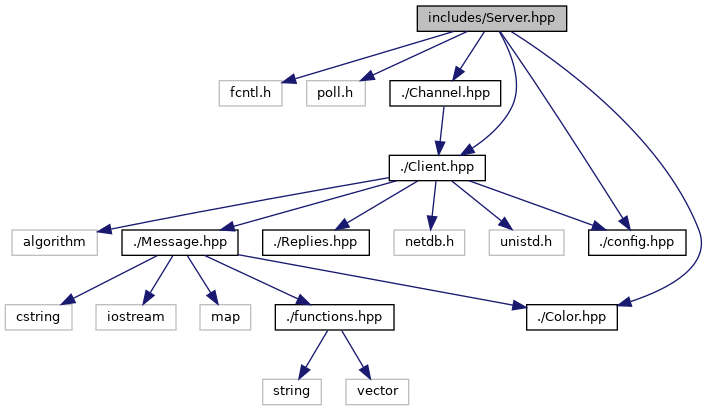 includes/Server.hpp
fcntl.h
poll.h
./Channel.hpp
./Client.hpp
algorithm
./Message.hpp
./Replies.hpp
netdb.h
unistd.h
./config.hpp
cstring
iostream
map
./functions.hpp
./Color.hpp
string
vector